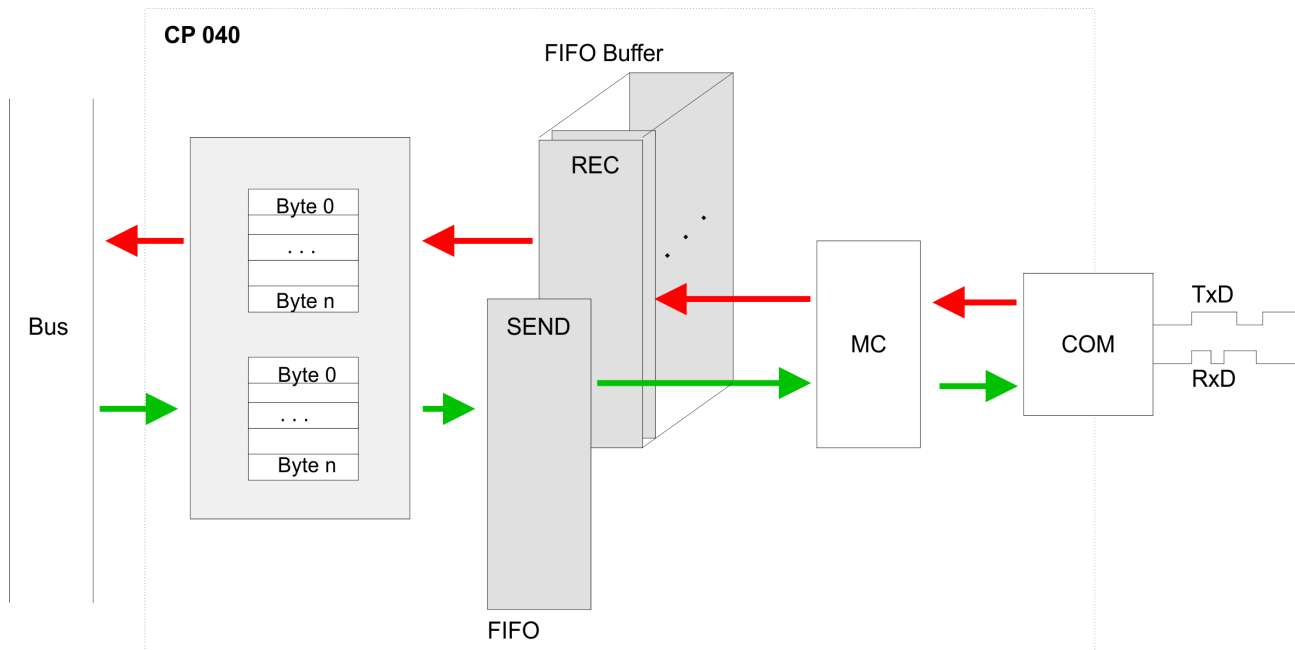 CP 040
FIFO Buffer
REC
Byte 0
. . .
Byte n
TxD
SEND
Bus
MC
COM
Byte 0
. . .
RxD
Byte n
FIFO